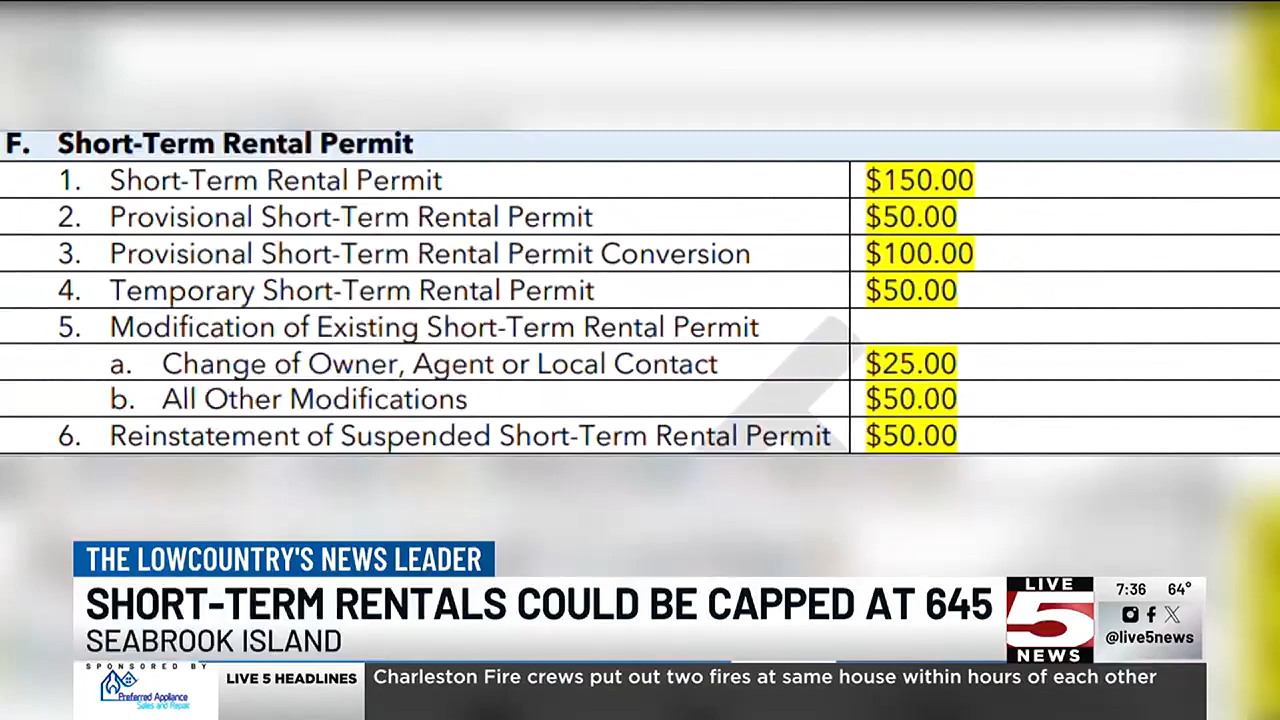 F. Short-Term Rental Permit
1. Short-Term Rental Permit $150.00
2. Provisional Short-Term Rental Permit $50.00
3. Provisional Short-Term Rental Permit Conversion $100.00
4. Temporary Short-Term Rental Permit $50.00
5. Modification of Existing Short-Term Rental Permit
a. Change of Owner, Agent or Local Contact $25.00
b. All Other Modifications $50.00
6. Reinstatement of Suspended Short-Term Rental Permit $50.00
THE LOWCOUNTRY'S NEWS LEADER
SHORT-TERM RENTALS COULD BE CAPPED AT 645
SEABROOK ISLAND
LIVE
5
NEWS
7:36 64°
@live5news
SPONSORED BY
Preferred Appliance
Sales and Repair
LIVE 5 HEADLINES
Charleston Fire crews put out two fires at same house within hours of each other